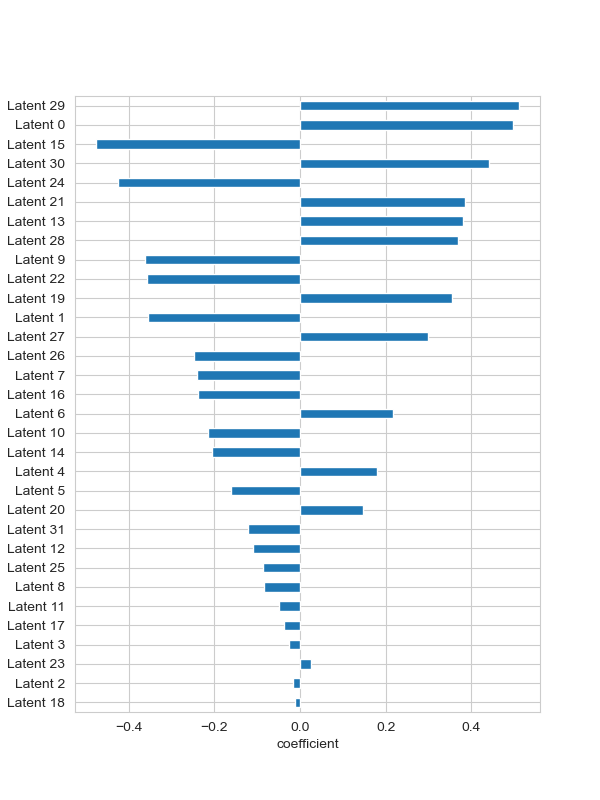 Latent 29
Latent 0
Latent 15
Latent 30
Latent 24
Latent 21
Latent 13
Latent 28
Latent 9
Latent 22
Latent 19
Latent 1
Latent 27
Latent 26
Latent 7
Latent 16
Latent 6
Latent 10
Latent 14
Latent 4
Latent 5
Latent 20
Latent 31
Latent 12
Latent 25
Latent 8
Latent 11
Latent 17
Latent 3
Latent 23
Latent 2
Latent 18
−0.4 −0.2 0.0 0.2 0.4
coefficient